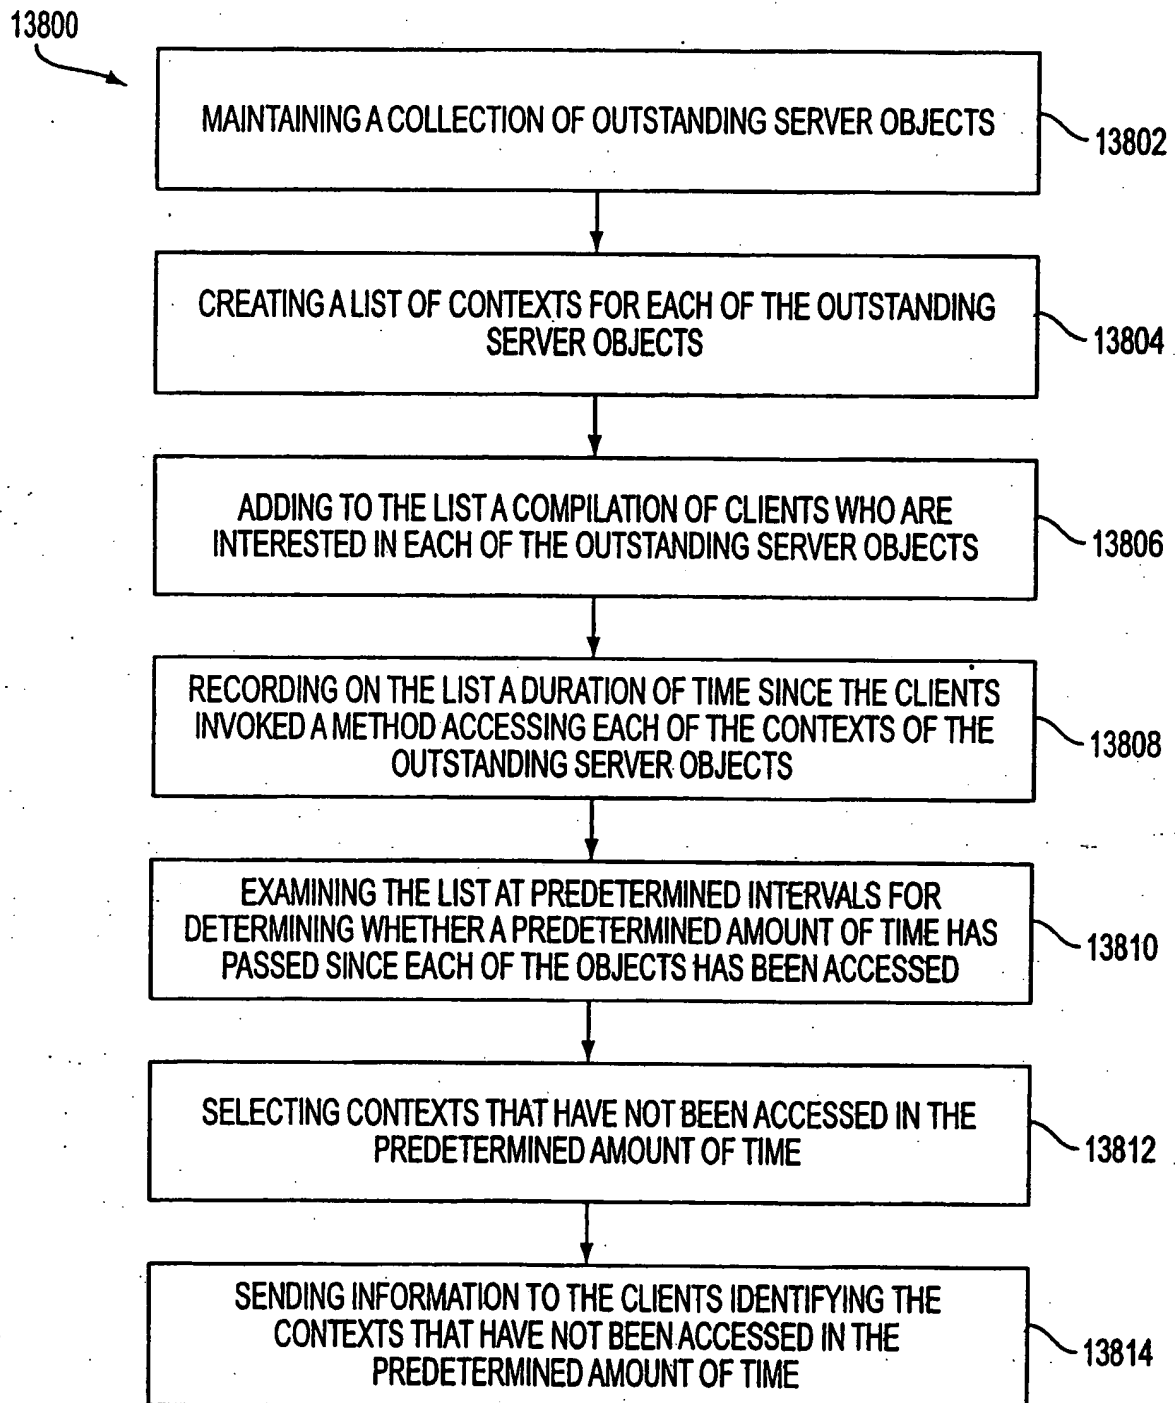 13800
MAINTAINING A COLLECTION OF OUTSTANDING SERVER OBJECTS
13802
CREATING A LIST OF CONTEXTS FOR EACH OF THE OUTSTANDING
SERVER OBJECTS
13804
ADDING TO THE LIST A COMPILATION OF CLIENTS WHO ARE
INTERESTED IN EACH OF THE OUTSTANDING SERVER OBJECTS
13806
RECORDING ON THE LIST A DURATION OF TIME SINCE THE CLIENTS
INVOKED A METHOD ACCESSING EACH OF THE CONTEXTS OF THE
OUTSTANDING SERVER OBJECTS
13808
EXAMINING THE LIST AT PREDETERMINED INTERVALS FOR
DETERMINING WHETHER A PREDETERMINED AMOUNT OF TIME HAS
PASSED SINCE EACH OF THE OBJECTS HAS BEEN ACCESSED
13810
SELECTING CONTEXTS THAT HAVE NOT BEEN ACCESSED IN THE
PREDETERMINED AMOUNT OF TIME
13812
SENDING INFORMATION TO THE CLIENTS IDENTIFYING THE
CONTEXTS THAT HAVE NOT BEEN ACCESSED IN THE
PREDETERMINED AMOUNT OF TIME
13814